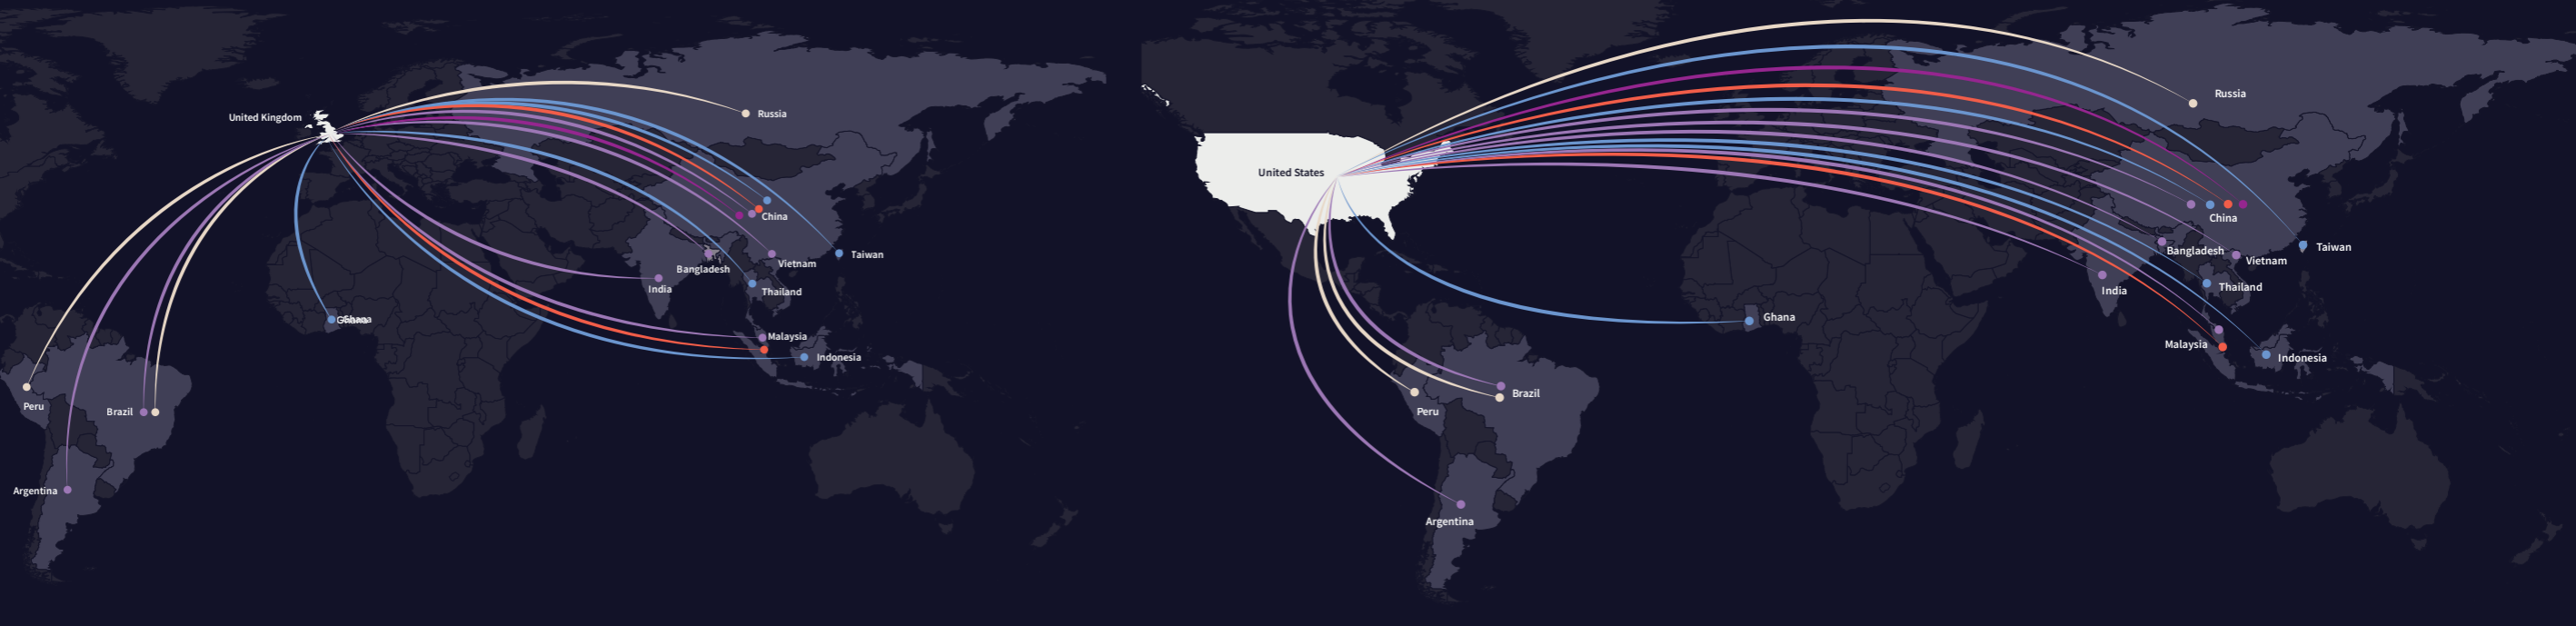 United Kingdom
Russia
China
Taiwan
Vietnam
Bangladesh
India
Thailand
Ghana
Malaysia
Indonesia
Peru
Brazil
Argentina
United States
Russia
China
Taiwan
Bangladesh
Vietnam
India
Thailand
Ghana
Malaysia
Indonesia
Brazil
Peru
Argentina